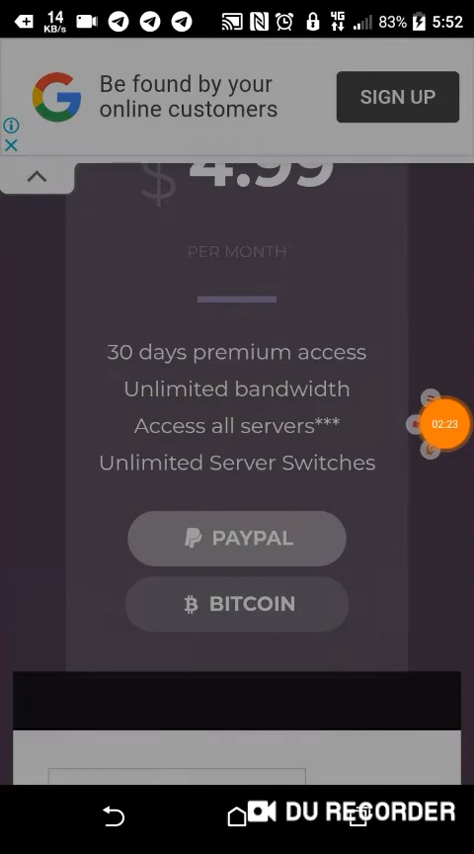 14
KB/s
4G
83%
5:52
Be found by your
online customers
SIGN UP
$ 4.99
PER MONTH
30 days premium access
Unlimited bandwidth
Access all servers***
02:23
Unlimited Server Switches
PAYPAL
BITCOIN
DU RECORDER